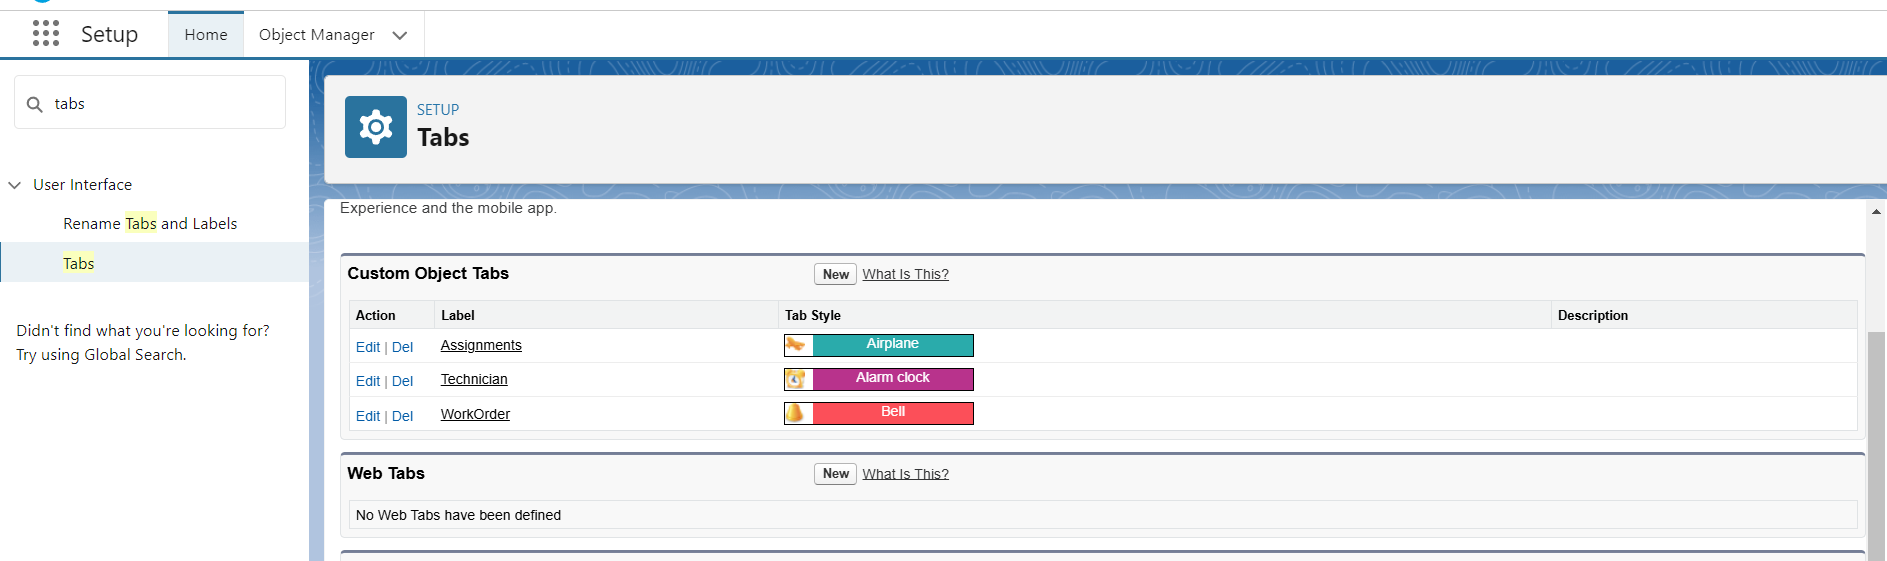 Setup Home Object Manager
tabs
User Interface
Rename Tabs and Labels
Tabs
Didn't find what you're looking for?
Try using Global Search.
SETUP
Tabs
Experience and the mobile app.
Custom Object Tabs New What Is This?
Action Label Tab Style Description
Edit | Del Assignments Airplane
Edit | Del Technician Alarm clock
Edit | Del WorkOrder Bell
Web Tabs New What Is This?
No Web Tabs have been defined